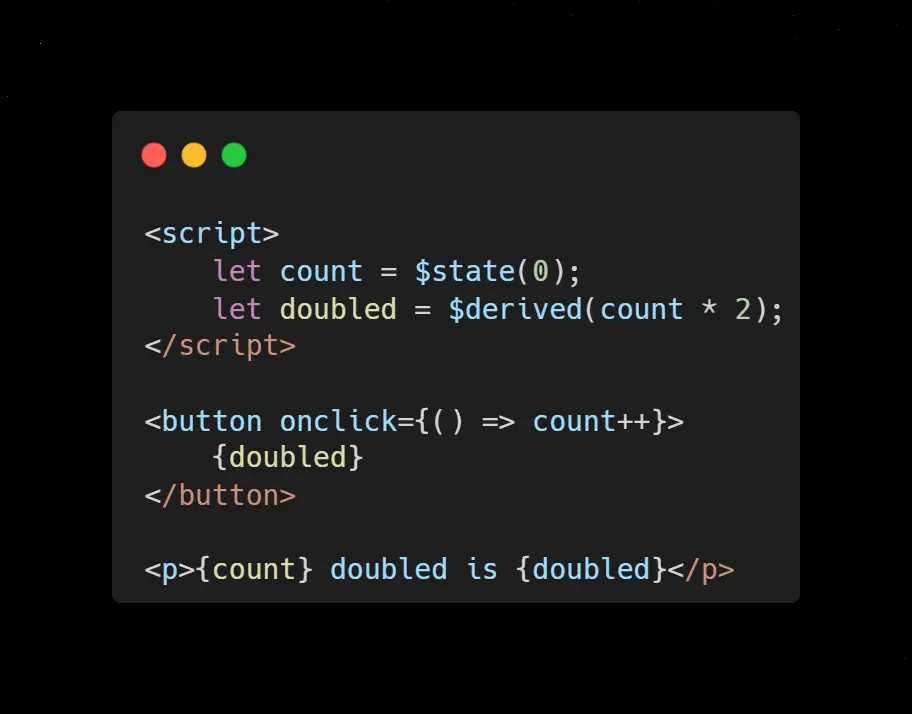 <script>
let count = $state(0);
let doubled = $derived(count * 2);
</script>
<button onclick={() => count++}>
{doubled}
</button>
<p>{count} doubled is {doubled}</p>